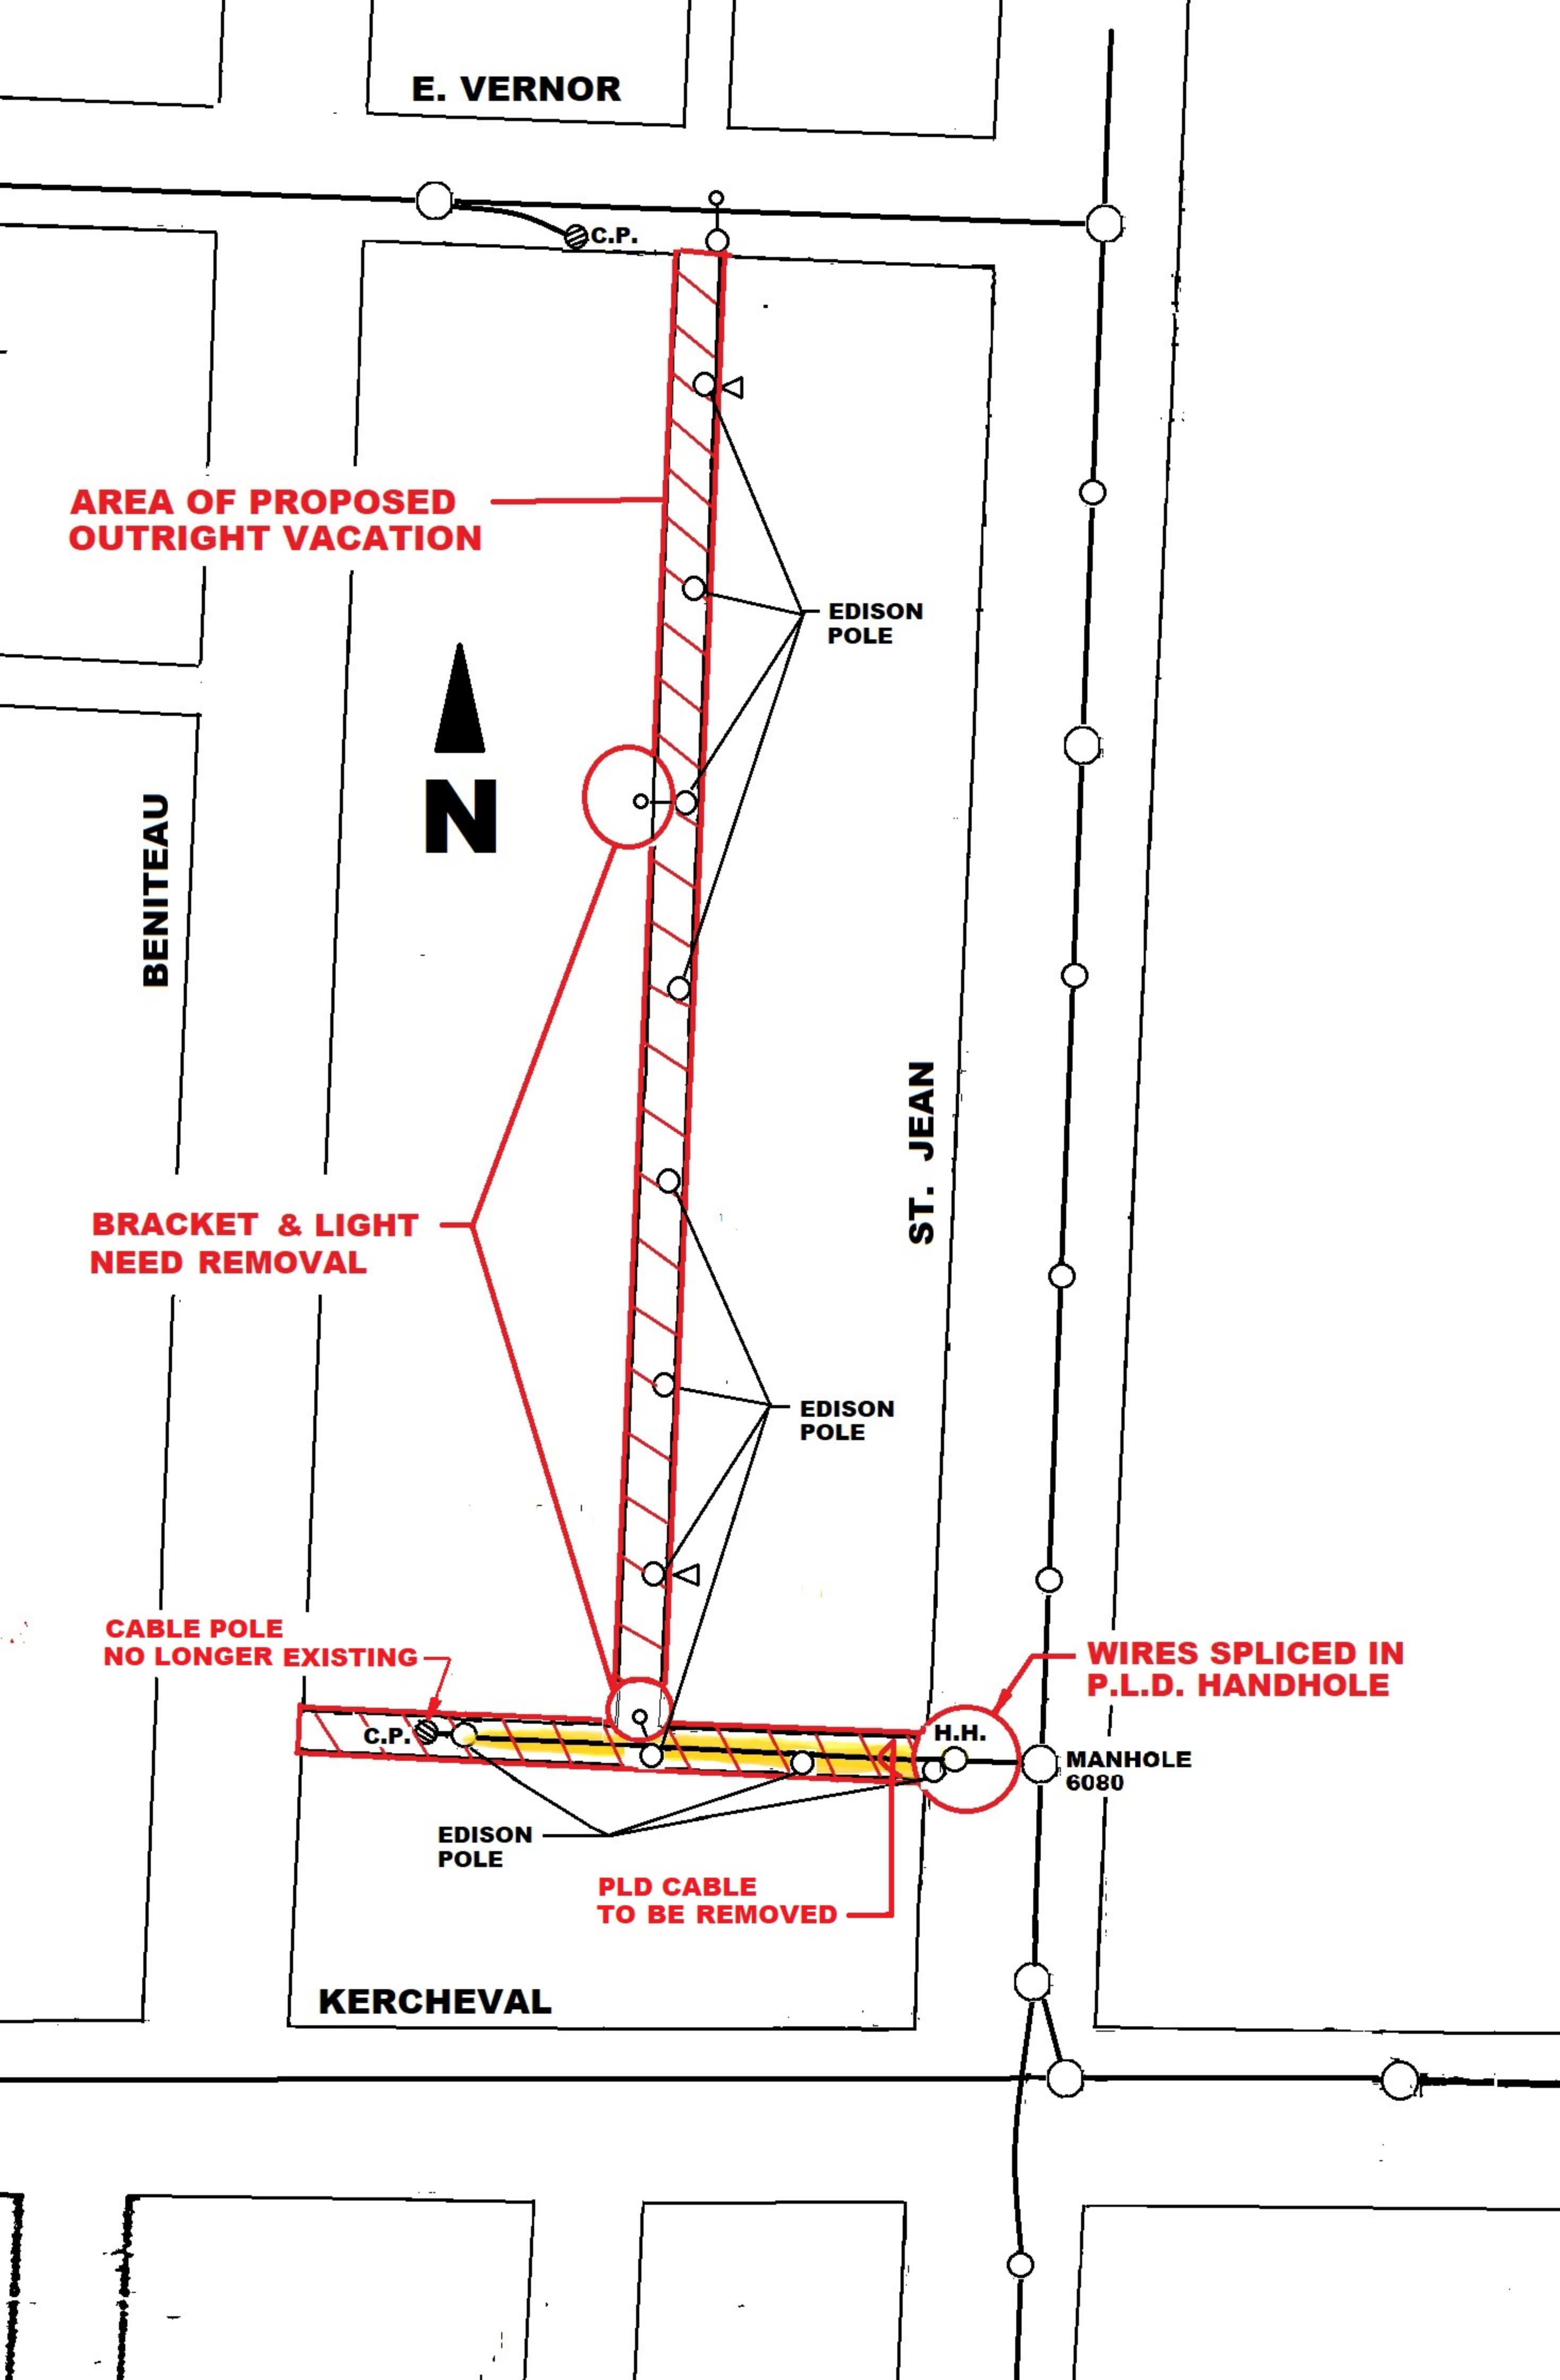 E. VERNOR
C.P.
AREA OF PROPOSED
OUTRIGHT VACATION
EDISON
POLE
N
BENITEAU
ST. JEAN
BRACKET & LIGHT
NEED REMOVAL
EDISON
POLE
CABLE POLE
NO LONGER EXISTING
WIRES SPLICED IN
P.L.D. HANDHOLE
C.P.
H.H.
MANHOLE
6080
EDISON
POLE
PLD CABLE
TO BE REMOVED
KERCHEVAL